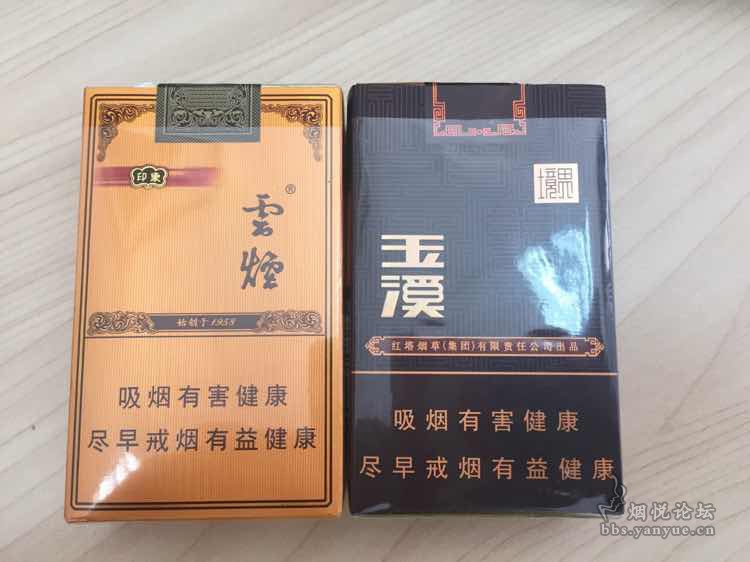 印象
雲煙®
始创于1958
吸烟有害健康
尽早戒烟有益健康
境界
玉溪
红塔烟草(集团)有限责任公司出品
吸烟有害健康
尽早戒烟有益健康
烟悦论坛
bbs.yanyue.cn